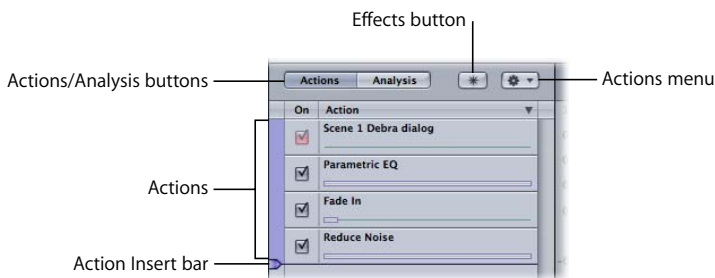 Effects button
Actions/Analysis buttons
Actions Analysis
Actions menu
On Action
Scene 1 Debra dialog
Parametric EQ
Actions
Fade In
Reduce Noise
Action Insert bar